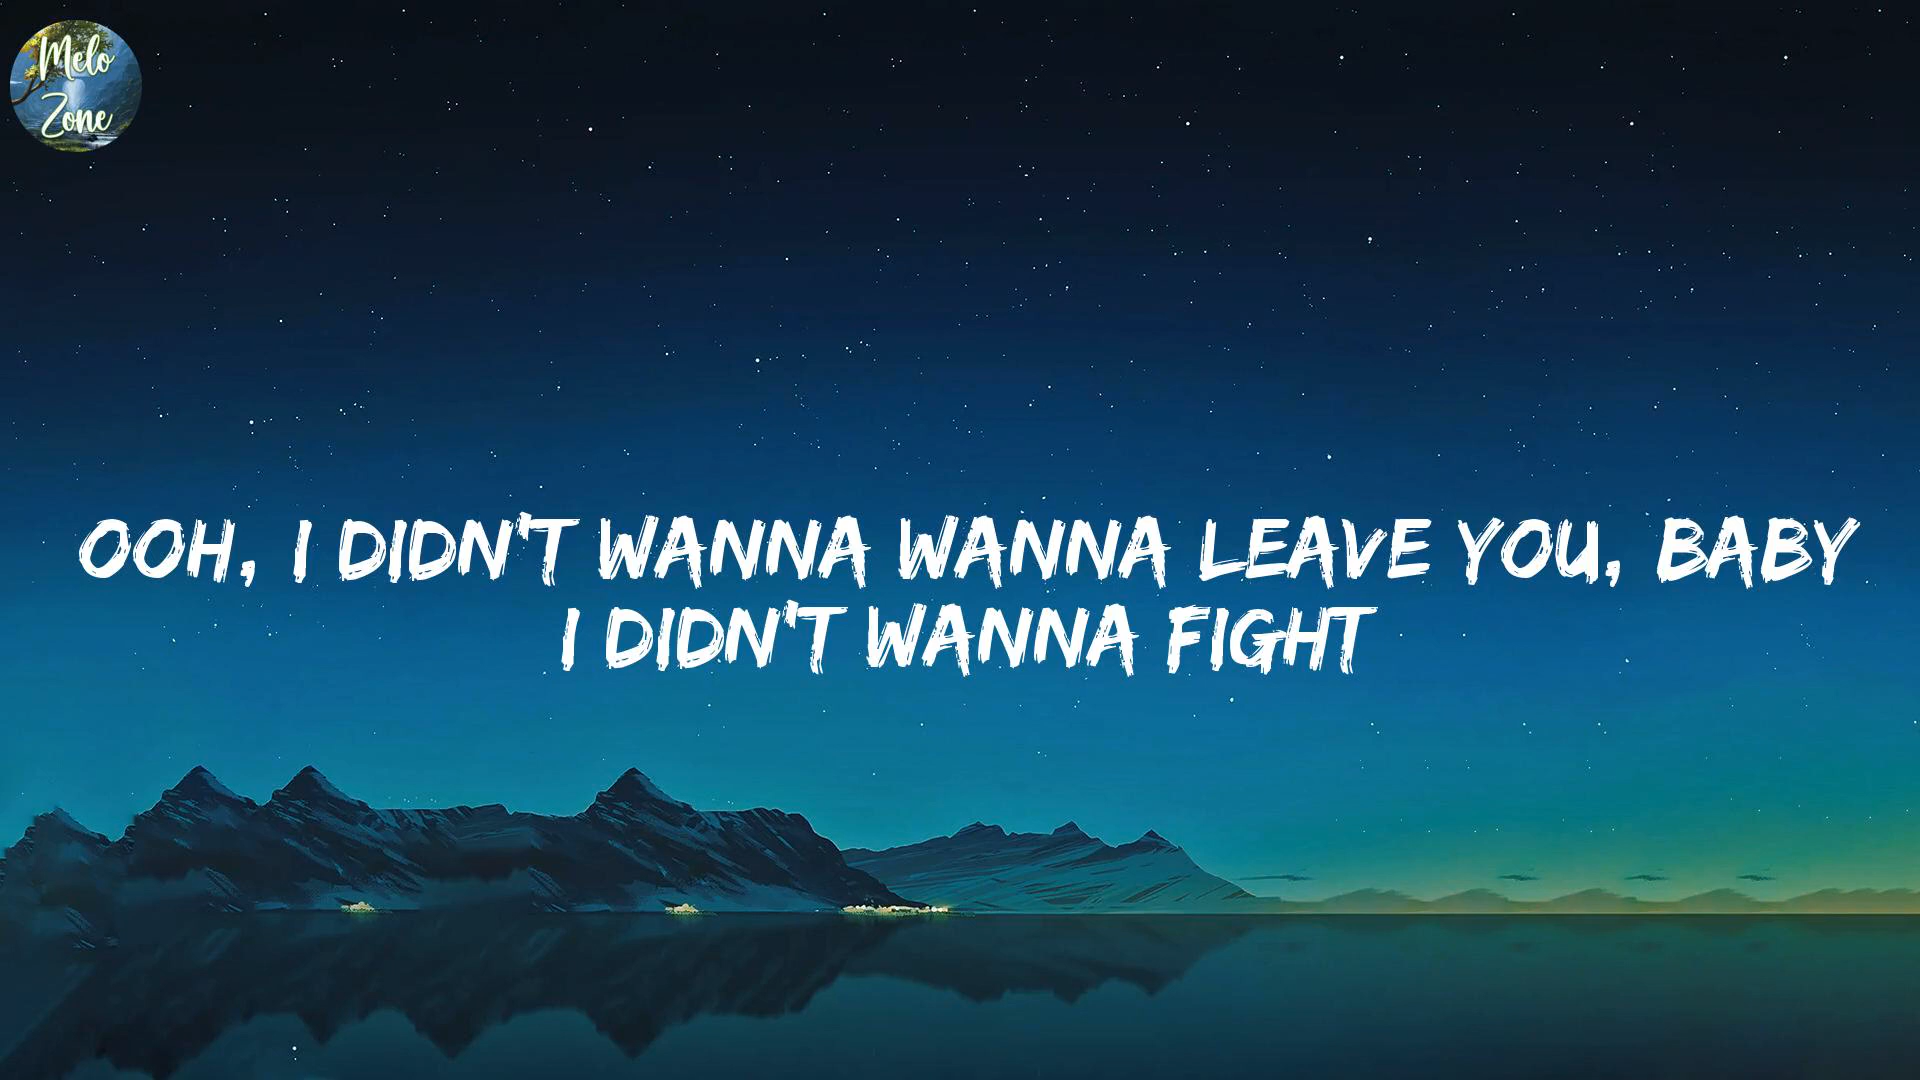 Melo
Zone
OOH, I DIDN'T WANNA WANNA LEAVE YOU, BABY
I DIDN'T WANNA FIGHT